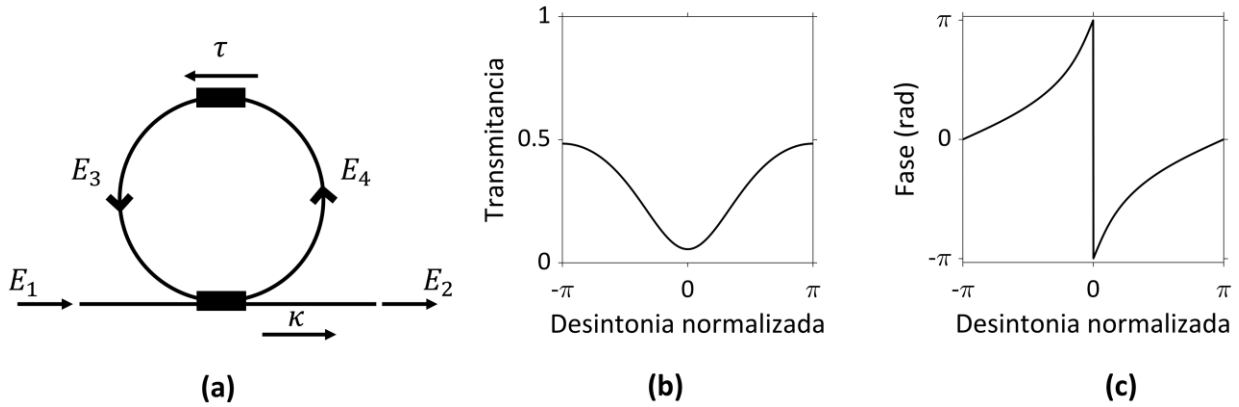 τ
E₃
E₄
E₁
E₂
κ
(a)
1
0.5
0
Transmitancia
-π
0
π
Desintonia normalizada
(b)
π
0
-π
Fase (rad)
-π
0
π
Desintonia normalizada
(c)